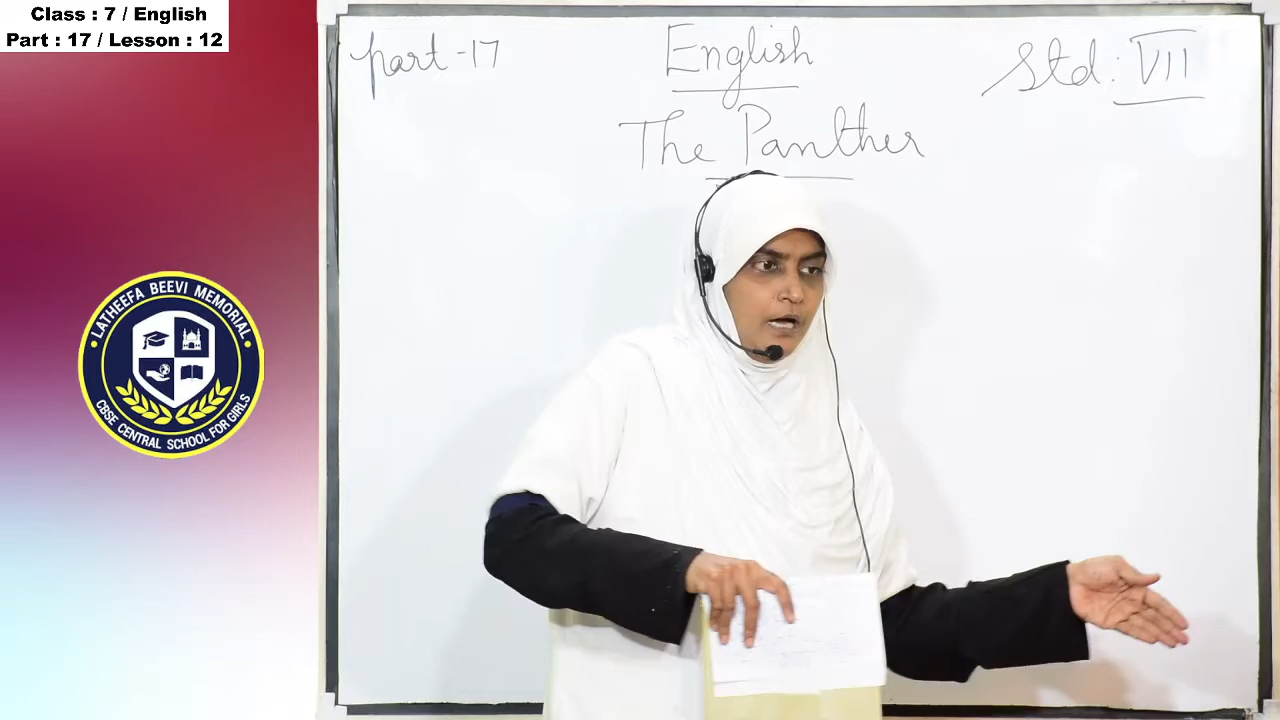 Class : 7 / English
Part : 17 / Lesson : 12
part-17
English
Std: VII
The Panther
LATHEEFA BEEVI MEMORIAL
CBSE CENTRAL SCHOOL FOR GIRLS